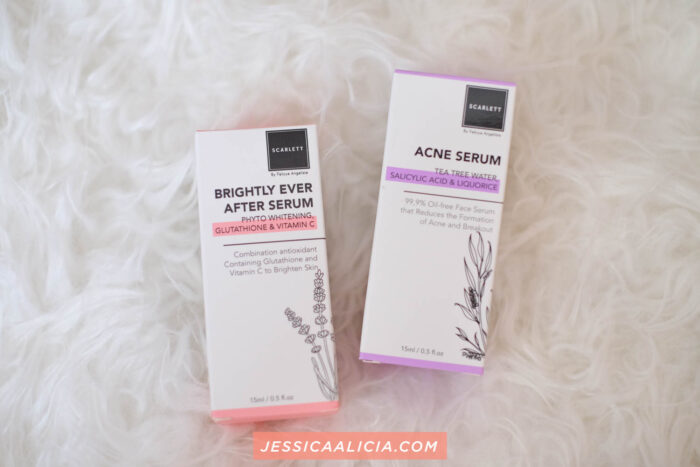 SCARLETT
By Felicya Angelista
BRIGHTLY EVER
AFTER SERUM
PHYTO WHITENING,
GLUTATHIONE & VITAMIN C
Combination antioxidant
Containing Glutathione and
Vitamin C to Brighten Skin
15ml / 0.5 fl.oz
SCARLETT
By Felicya Angelista
ACNE SERUM
TEA TREE WATER,
SALICYLIC ACID & LIQUORICE
99,9% Oil-free Face Serum
that Reduces the Formation
of Acne and Breakout
15ml / 0.5 fl.oz
JESSICAALICIA.COM